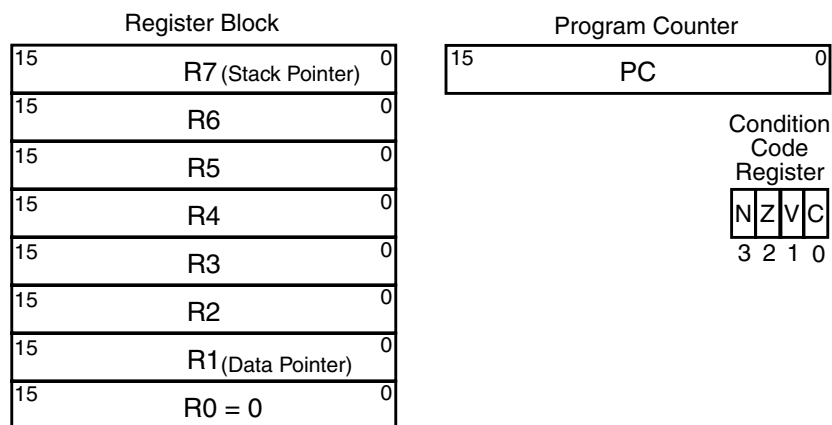 Register Block
15 R7 (Stack Pointer) 0
15 R6 0
15 R5 0
15 R4 0
15 R3 0
15 R2 0
15 R1 (Data Pointer) 0
15 R0 = 0 0
Program Counter
15 PC 0
Condition
Code
Register
N Z V C
3 2 1 0